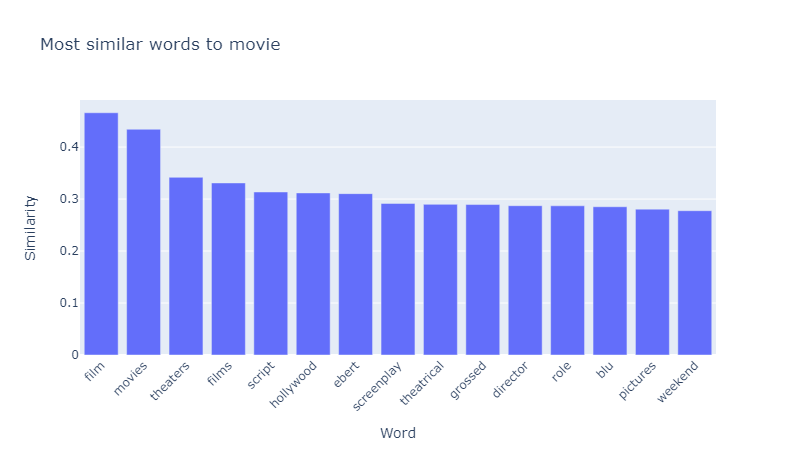 Most similar words to movie
Similarity
0.4
0.3
0.2
0.1
0
film
movies
theaters
films
script
hollywood
ebert
screenplay
theatrical
grossed
director
role
blu
pictures
weekend
Word